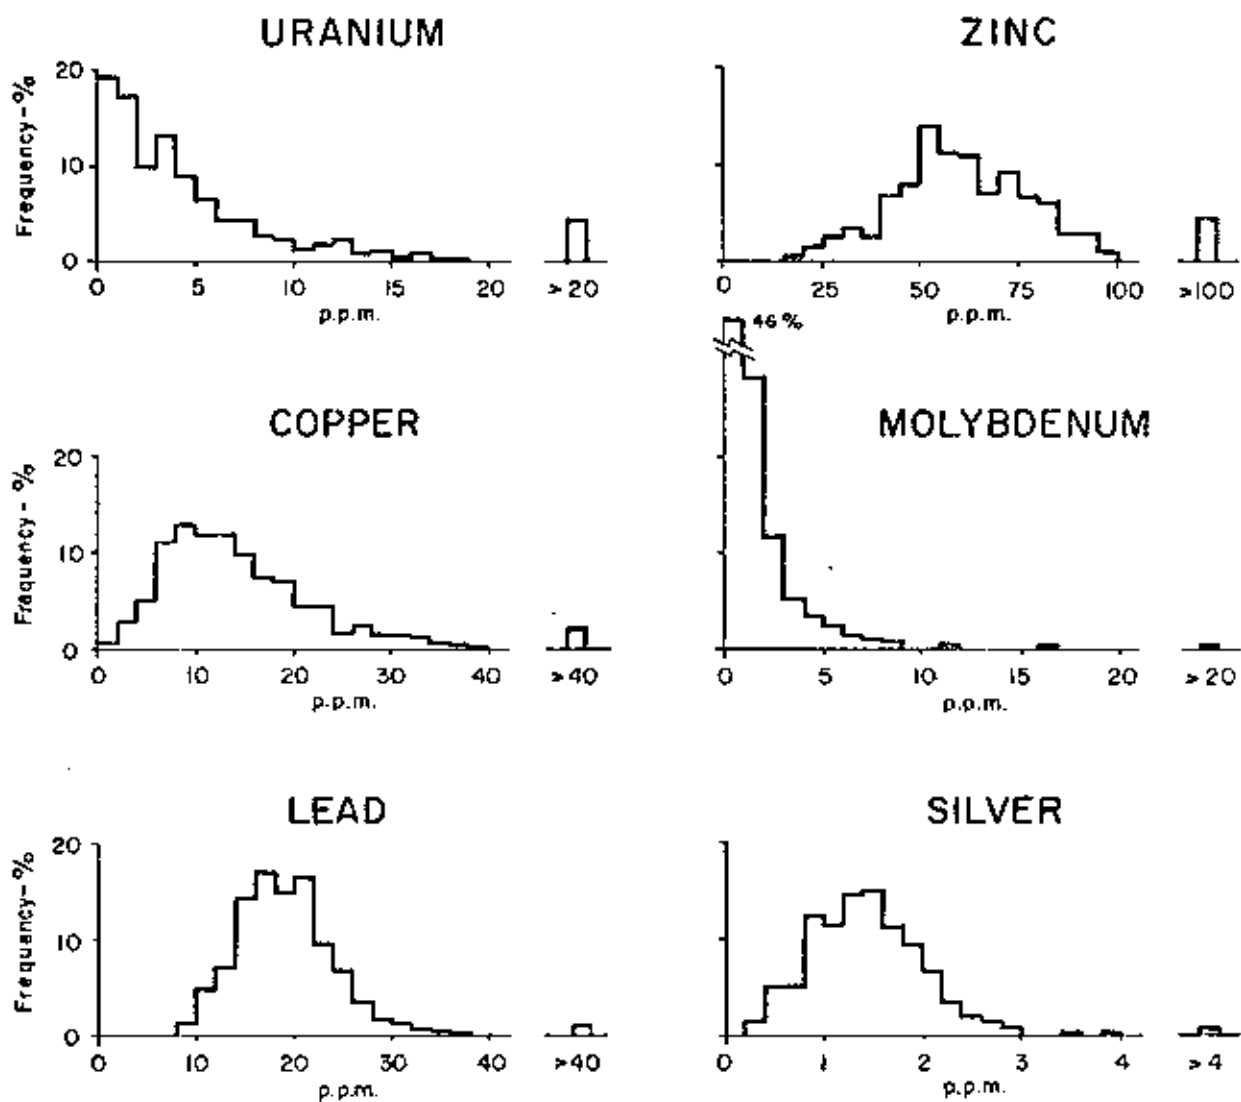 URANIUM
Frequency-%
20
10
0
0 5 10 15 20 >20
p.p.m.
ZINC
0 25 50 75 100 >100
p.p.m.
COPPER
Frequency-%
20
10
0
0 10 20 30 40 >40
p.p.m.
46%
MOLYBDENUM
0 5 10 15 20 >20
p.p.m.
LEAD
Frequency-%
20
10
0
0 10 20 30 40 >40
p.p.m.
SILVER
0 1 2 3 4 >4
p.p.m.